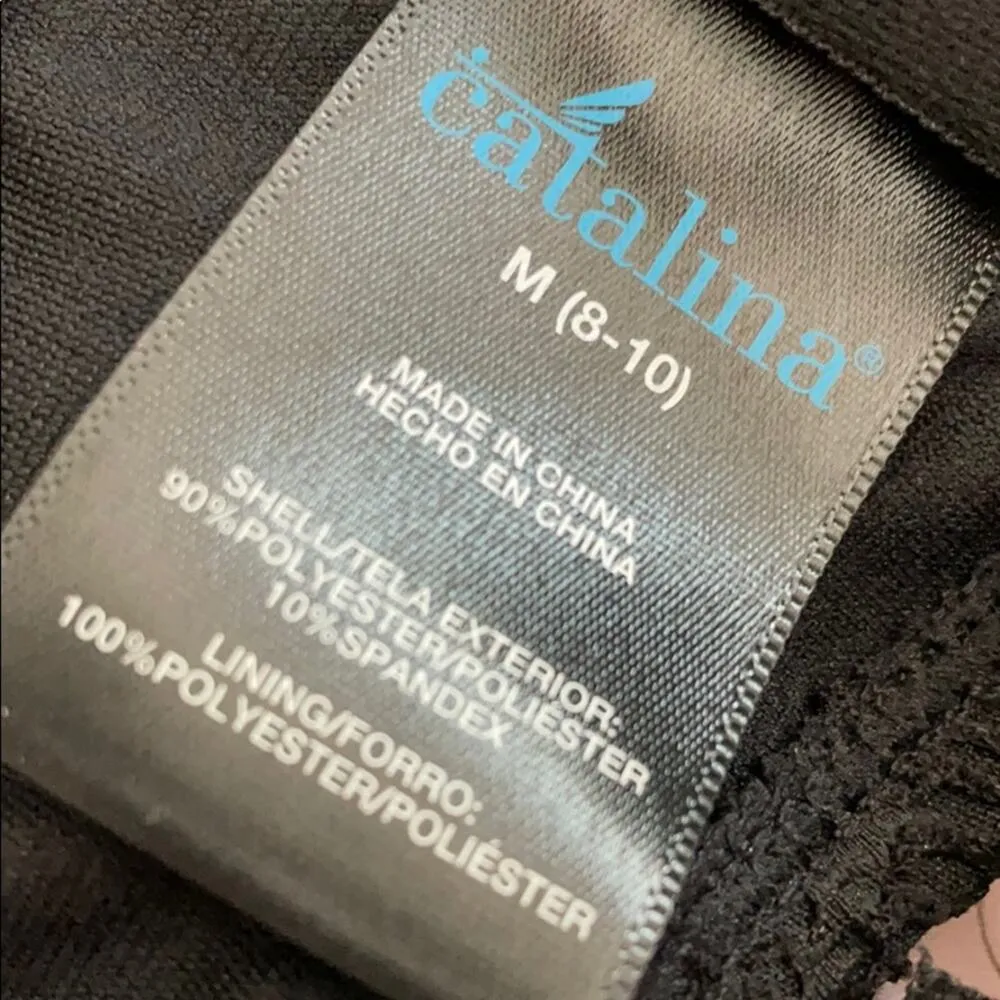 catalina®
M (8-10)
MADE IN CHINA
HECHO EN CHINA
SHELL/TELA EXTERIOR:
90%POLYESTER/POLIÉSTER
10%SPANDEX
LINING/FORRO:
100%POLYESTER/POLIÉSTER